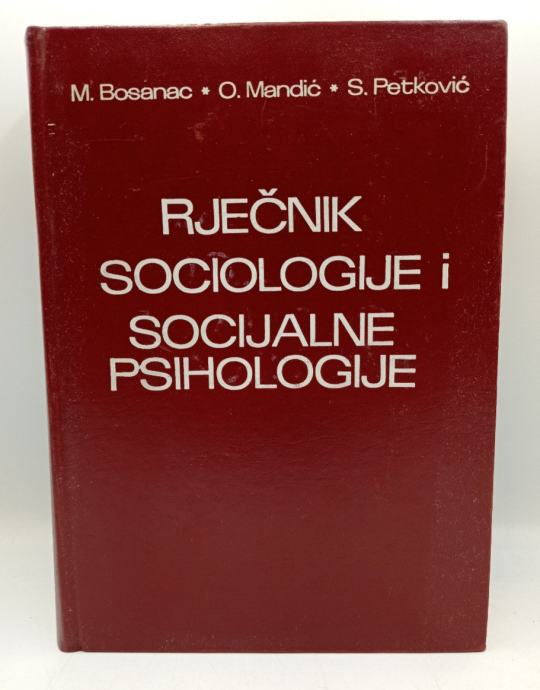 M. Bosanac * O. Mandić * S. Petković
RJEČNIK
SOCIOLOGIJE i
SOCIJALNE
PSIHOLOGIJE